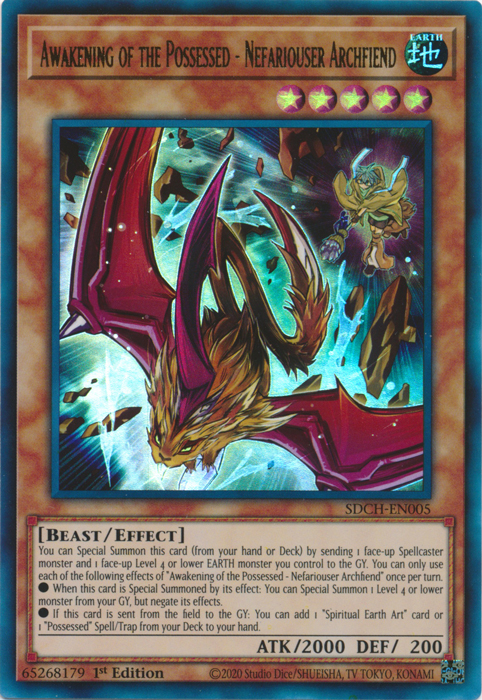 AWAKENING OF THE POSSESSED - NEFARIOUSER ARCHFIEND
EARTH
地
SDCH-EN005
[BEAST/EFFECT]
You can Special Summon this card (from your hand or Deck) by sending 1 face-up Spellcaster
monster and 1 face-up Level 4 or lower EARTH monster you control to the GY. You can only use
each of the following effects of "Awakening of the Possessed - Nefariouser Archfiend" once per turn.
● When this card is Special Summoned by its effect: You can Special Summon 1 Level 4 or lower
monster from your GY, but negate its effects.
● If this card is sent from the field to the GY: You can add 1 "Spiritual Earth Art" card or
1 "Possessed" Spell/Trap from your Deck to your hand.
ATK/2000 DEF/ 200
65268179 1st Edition ©2020 Studio Dice/SHUEISHA, TV TOKYO, KONAMI